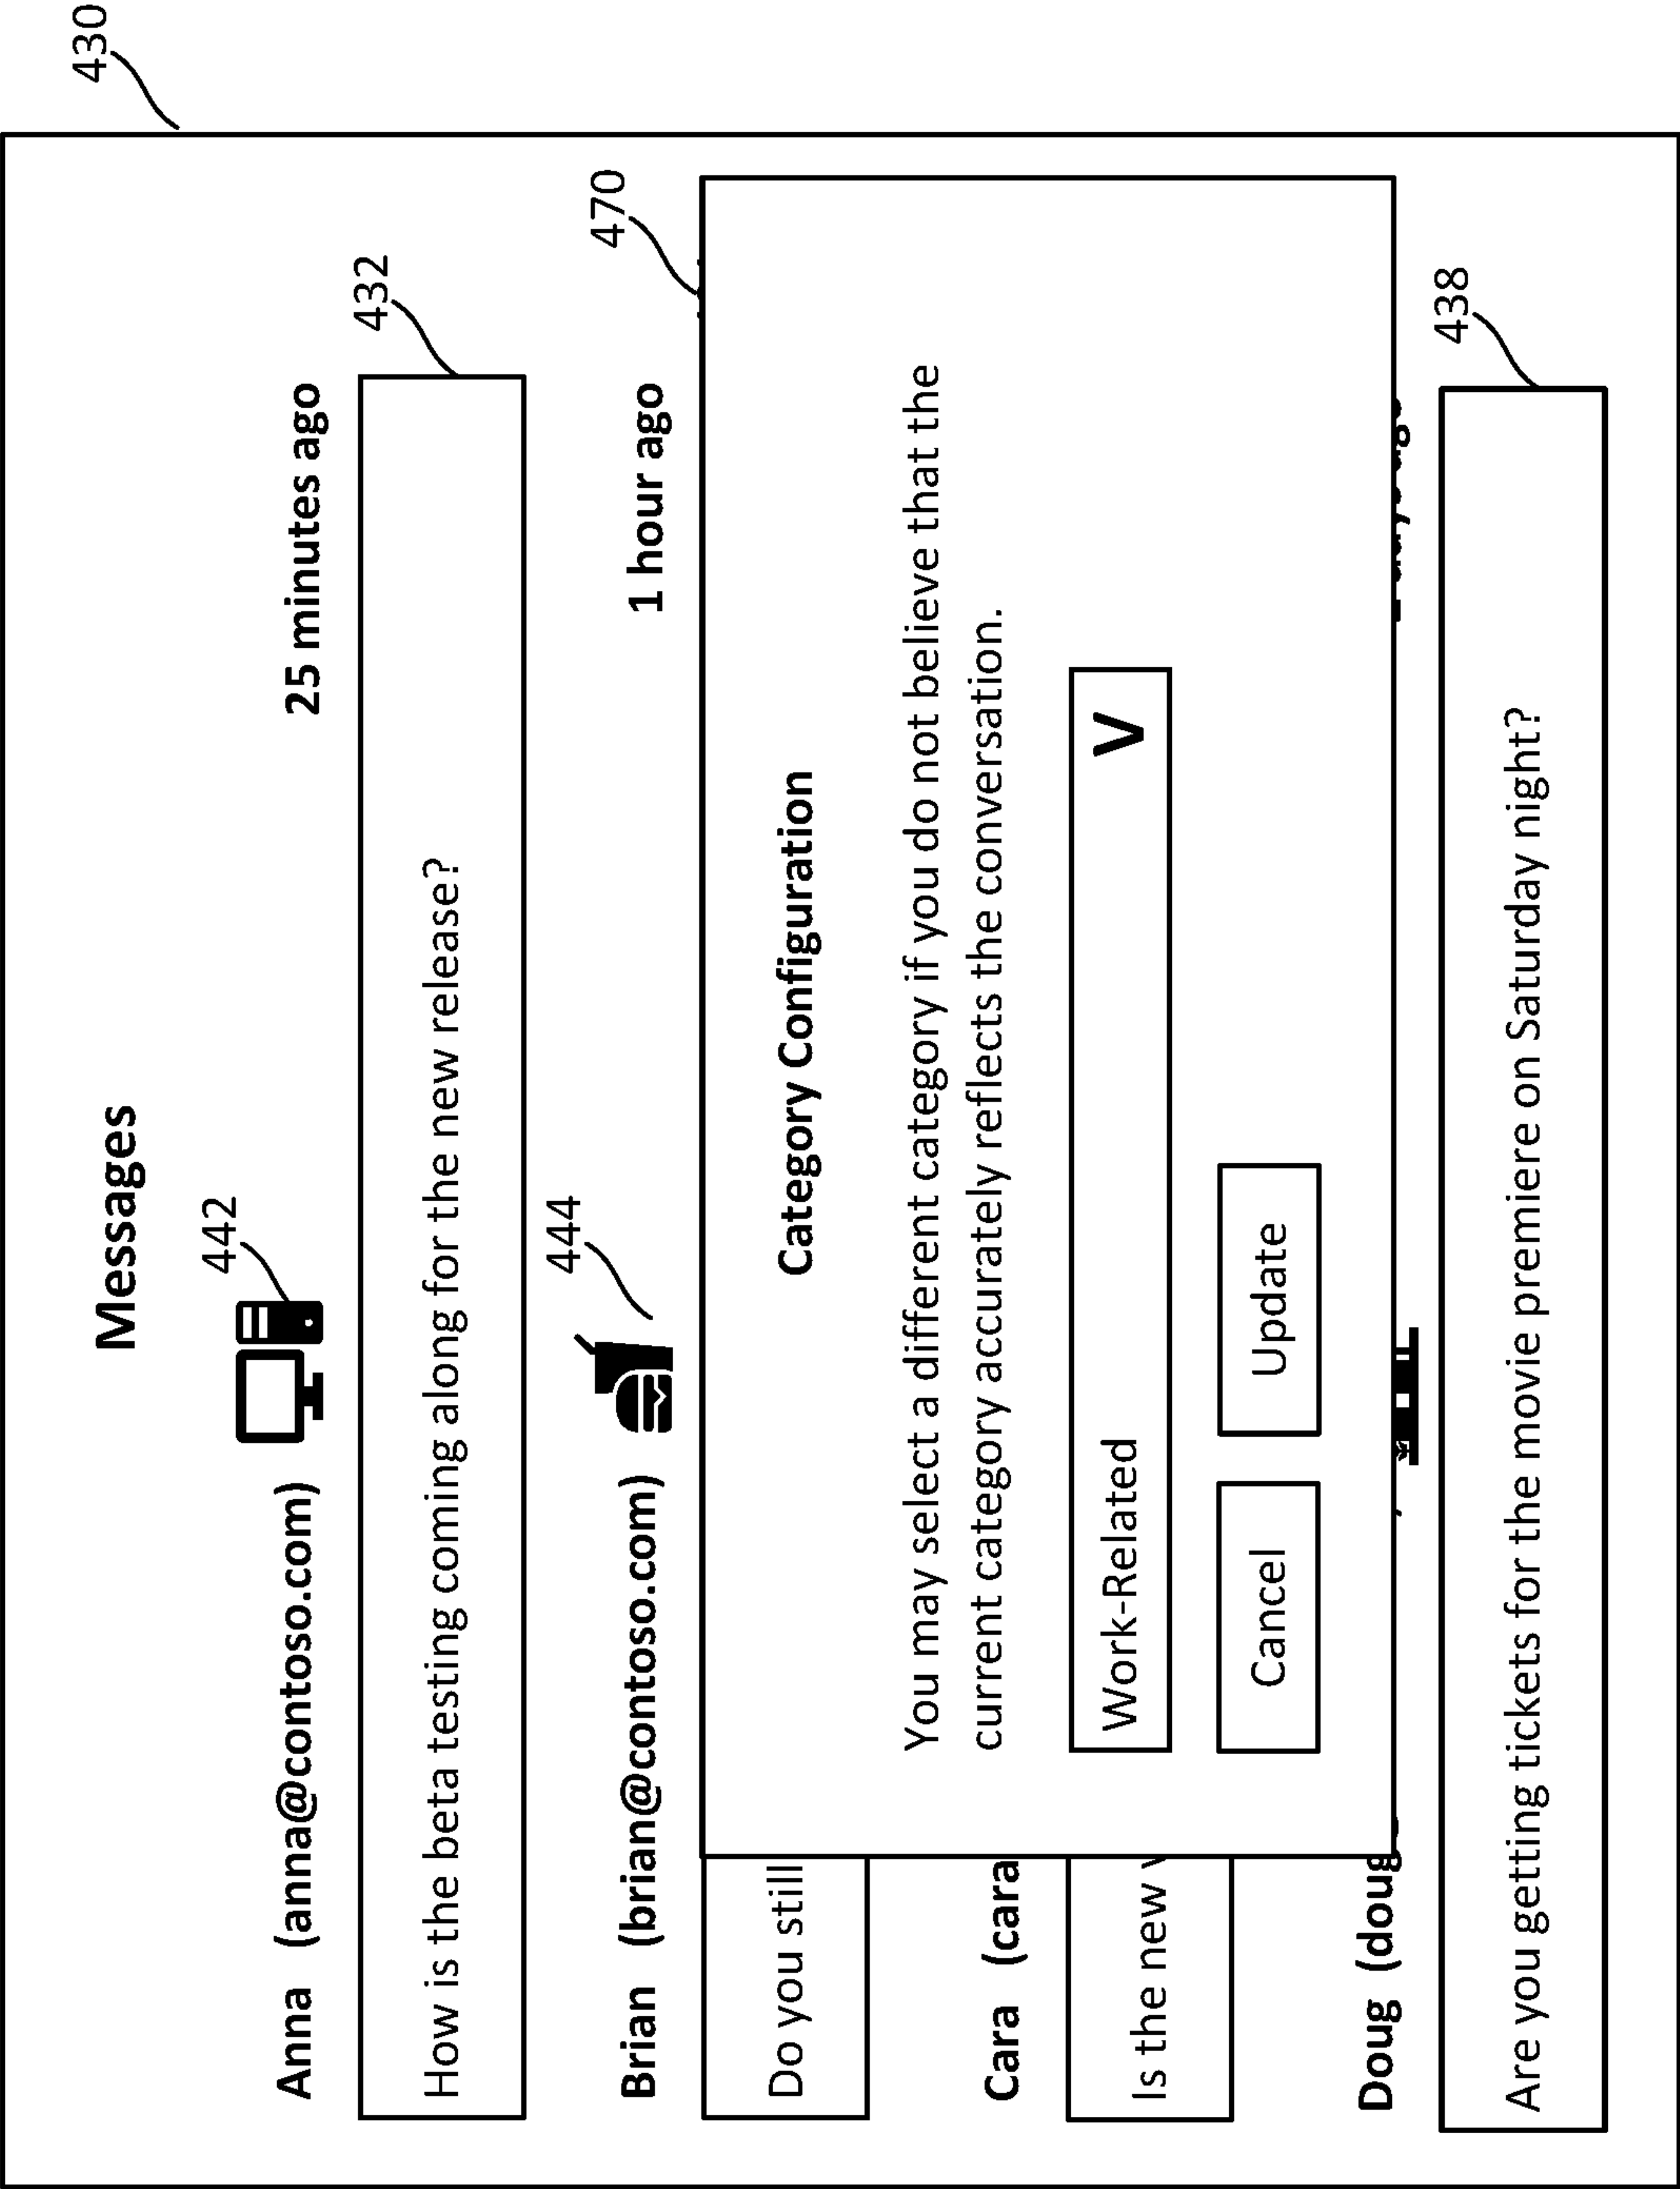 430
Messages
442
Anna (anna@contoso.com) 25 minutes ago
432
How is the beta testing coming along for the new release?
444
Brian (brian@contoso.com) 1 hour ago
470
Do you still
Category Configuration
You may select a different category if you do not believe that the
current category accurately reflects the conversation.
Cara (cara
Is the new
Work-Related V
Cancel Update
Doug (doug
438
Are you getting tickets for the movie premiere on Saturday night?